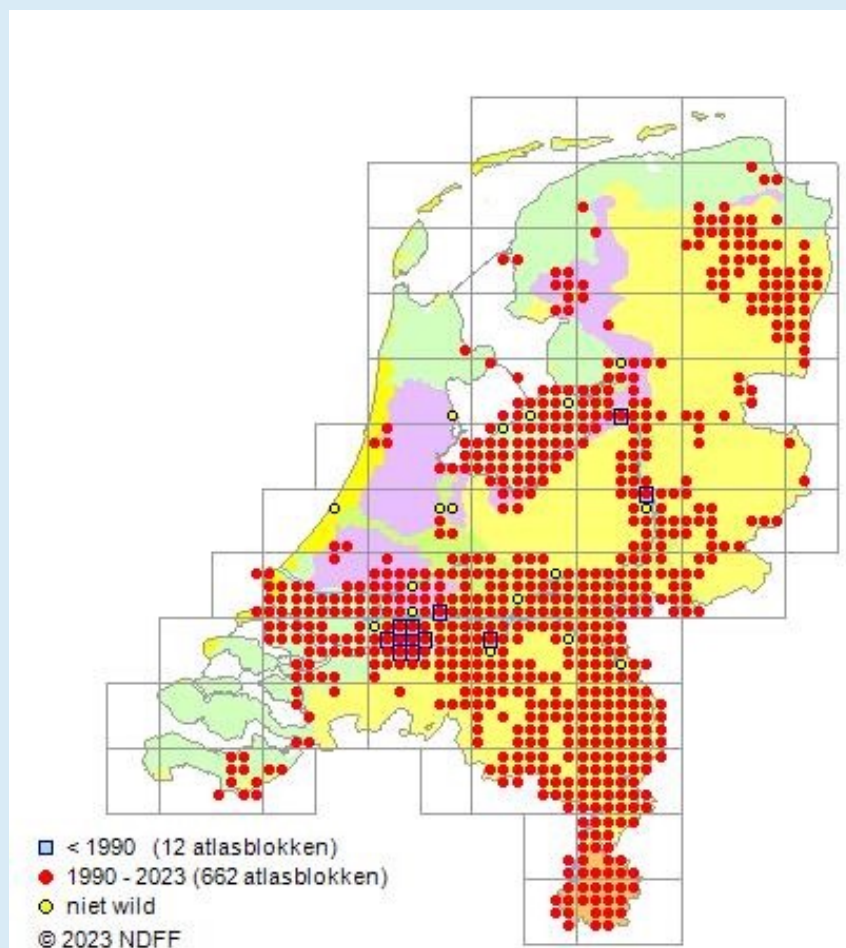 < 1990 (12 atlasblokken)
1990 - 2023 (662 atlasblokken)
niet wild
© 2023 NDFF